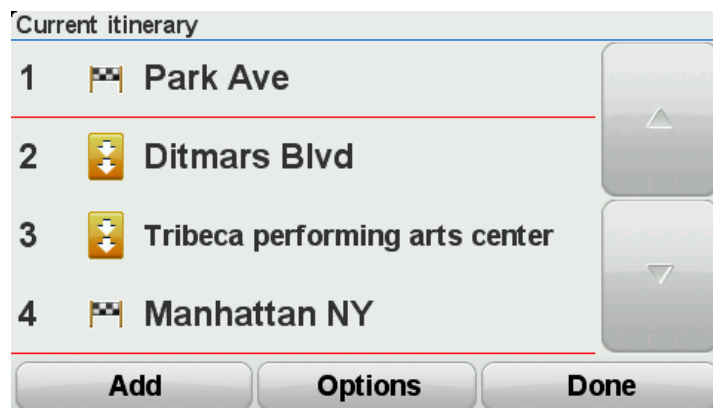 Current itinerary
1 Park Ave
2 Ditmars Blvd
3 Tribeca performing arts center
4 Manhattan NY
Add Options Done